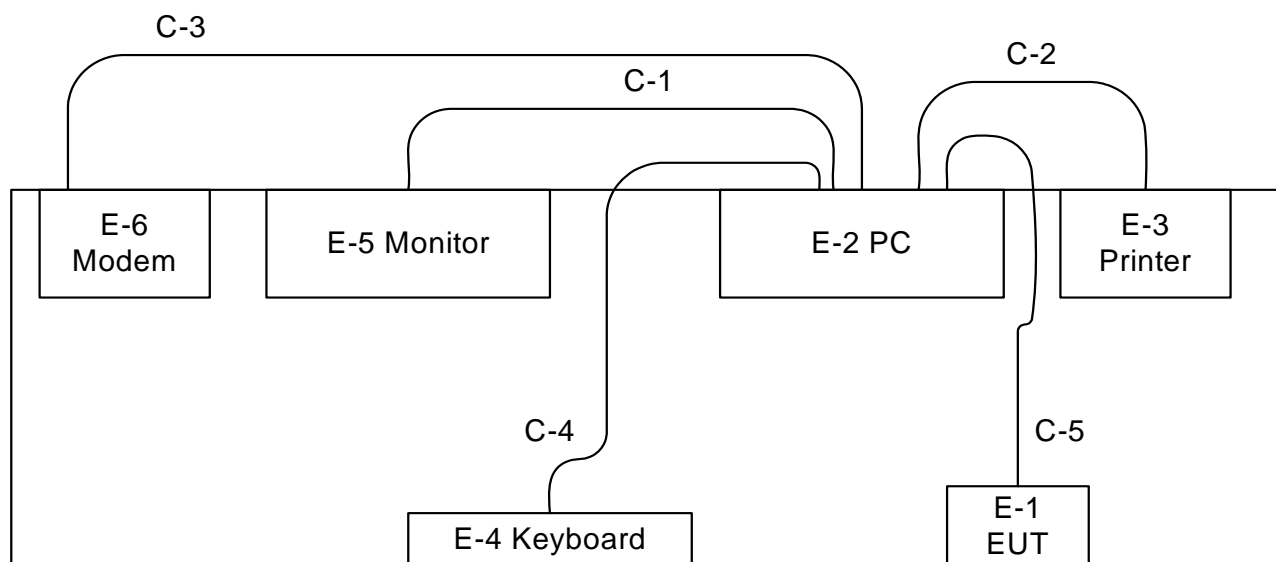 C-3
C-2
C-1
E-6
Modem
E-5 Monitor
E-2 PC
E-3
Printer
C-4
C-5
E-4 Keyboard
E-1
EUT